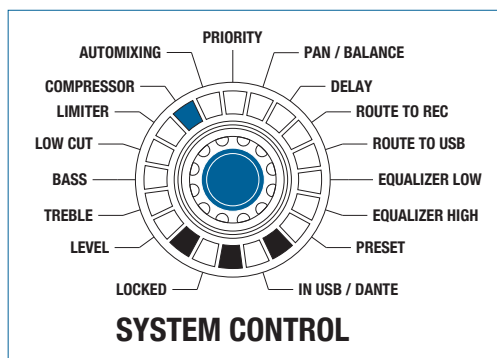 PRIORITY
AUTOMIXING
PAN / BALANCE
COMPRESSOR
DELAY
LIMITER
ROUTE TO REC
LOW CUT
ROUTE TO USB
BASS
EQUALIZER LOW
TREBLE
EQUALIZER HIGH
LEVEL
PRESET
LOCKED
IN USB / DANTE
SYSTEM CONTROL